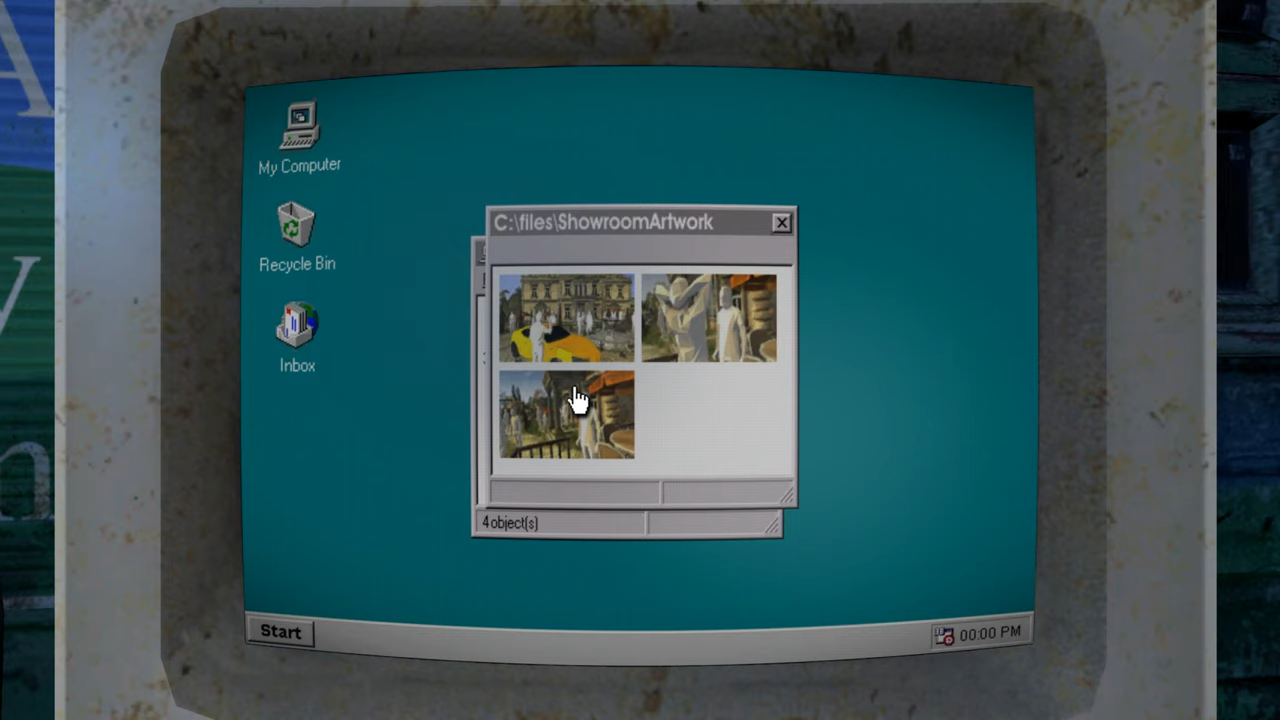 My Computer
Recycle Bin
Inbox
C:\files\ShowroomArtwork
4 object(s)
Start
00:00 PM